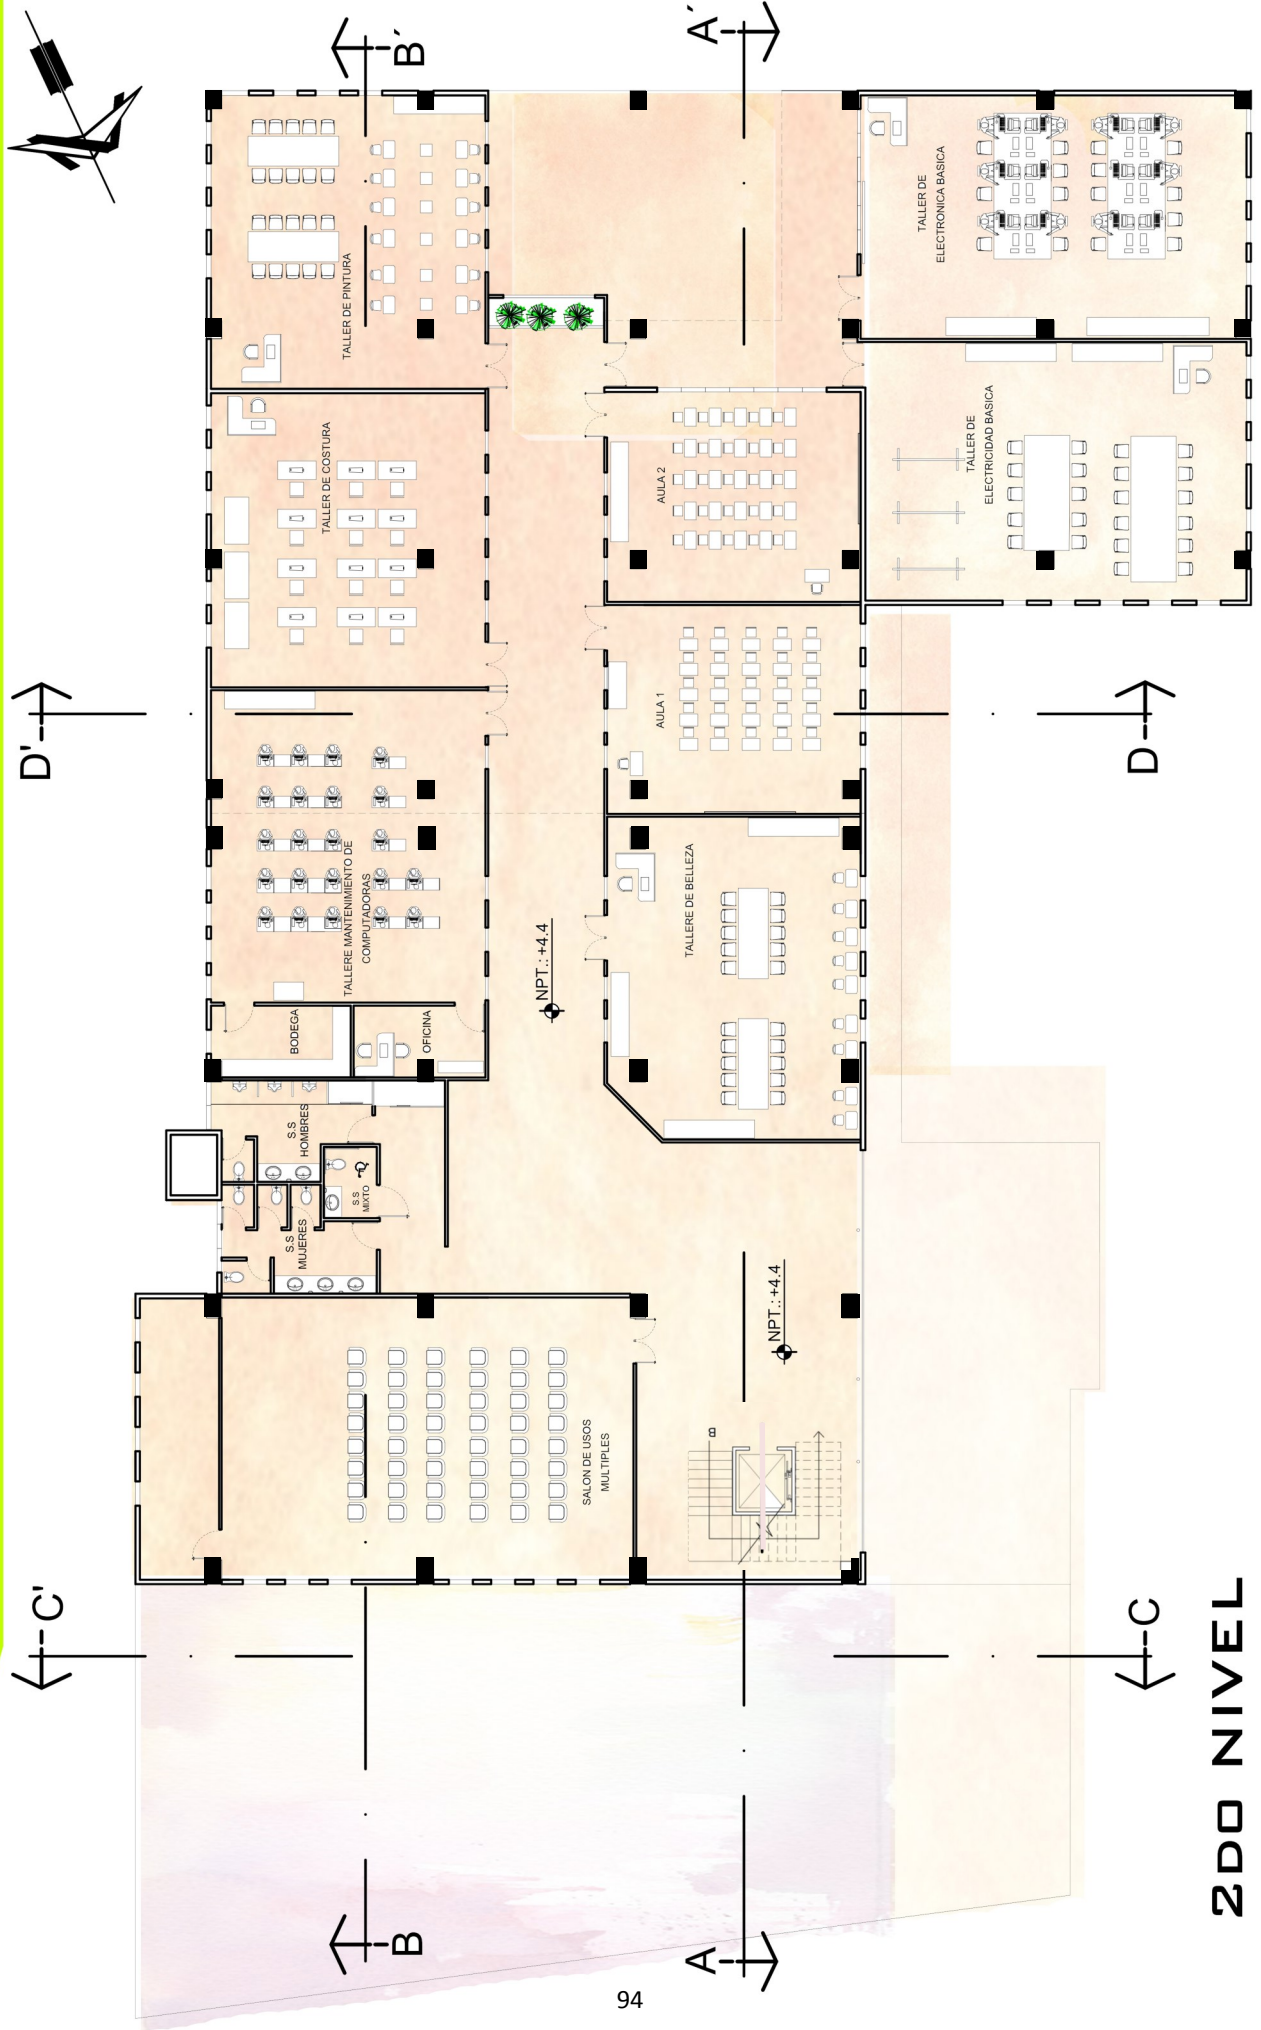 B´
A´
TALLER DE PINTURA
TALLER DE
ELECTRONICA BASICA
TALLER DE COSTURA
AULA 2
TALLER DE
ELECTRICIDAD BASICA
D'
AULA 1
D
TALLERE MANTENIMIENTO DE
COMPUTADORAS
TALLERE DE BELLEZA
NPT.: +4.4
BODEGA
OFICINA
S.S
HOMBRES
S.S
MIXTO
S.S
MUJERES
NPT.: +4.4
SALON DE USOS
MULTIPLES
B
C'
C
B
A
2DO NIVEL
94